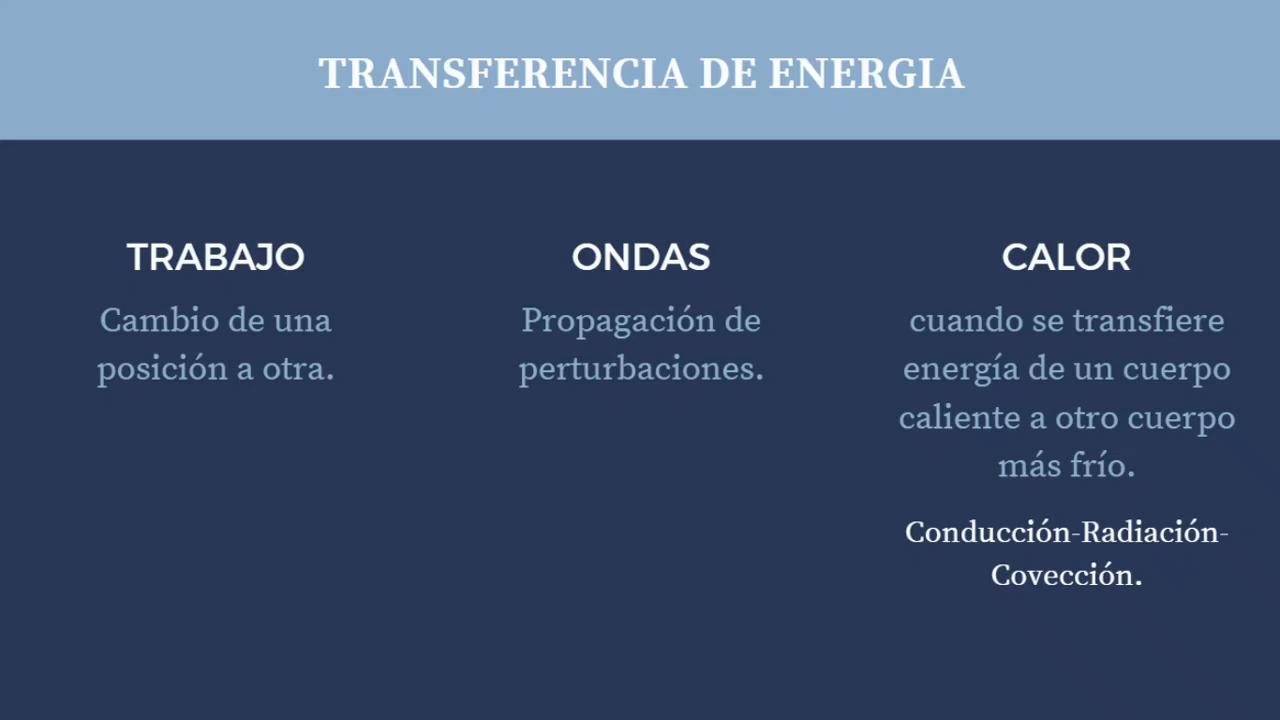 TRANSFERENCIA DE ENERGIA
TRABAJO
Cambio de una
posición a otra.
ONDAS
Propagación de
perturbaciones.
CALOR
cuando se transfiere
energía de un cuerpo
caliente a otro cuerpo
más frío.
Conducción-Radiación-
Covección.